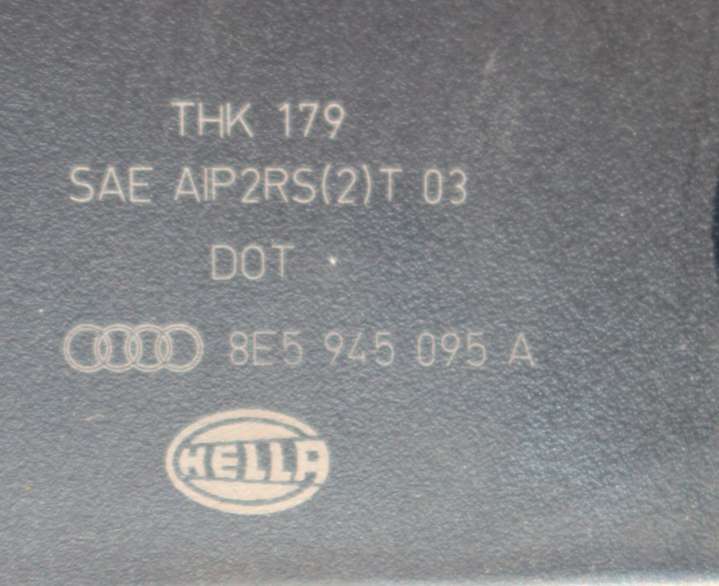 THK 179
SAE AIP2RS(2)T 03
DOT
8E5 945 095 A
HELLA